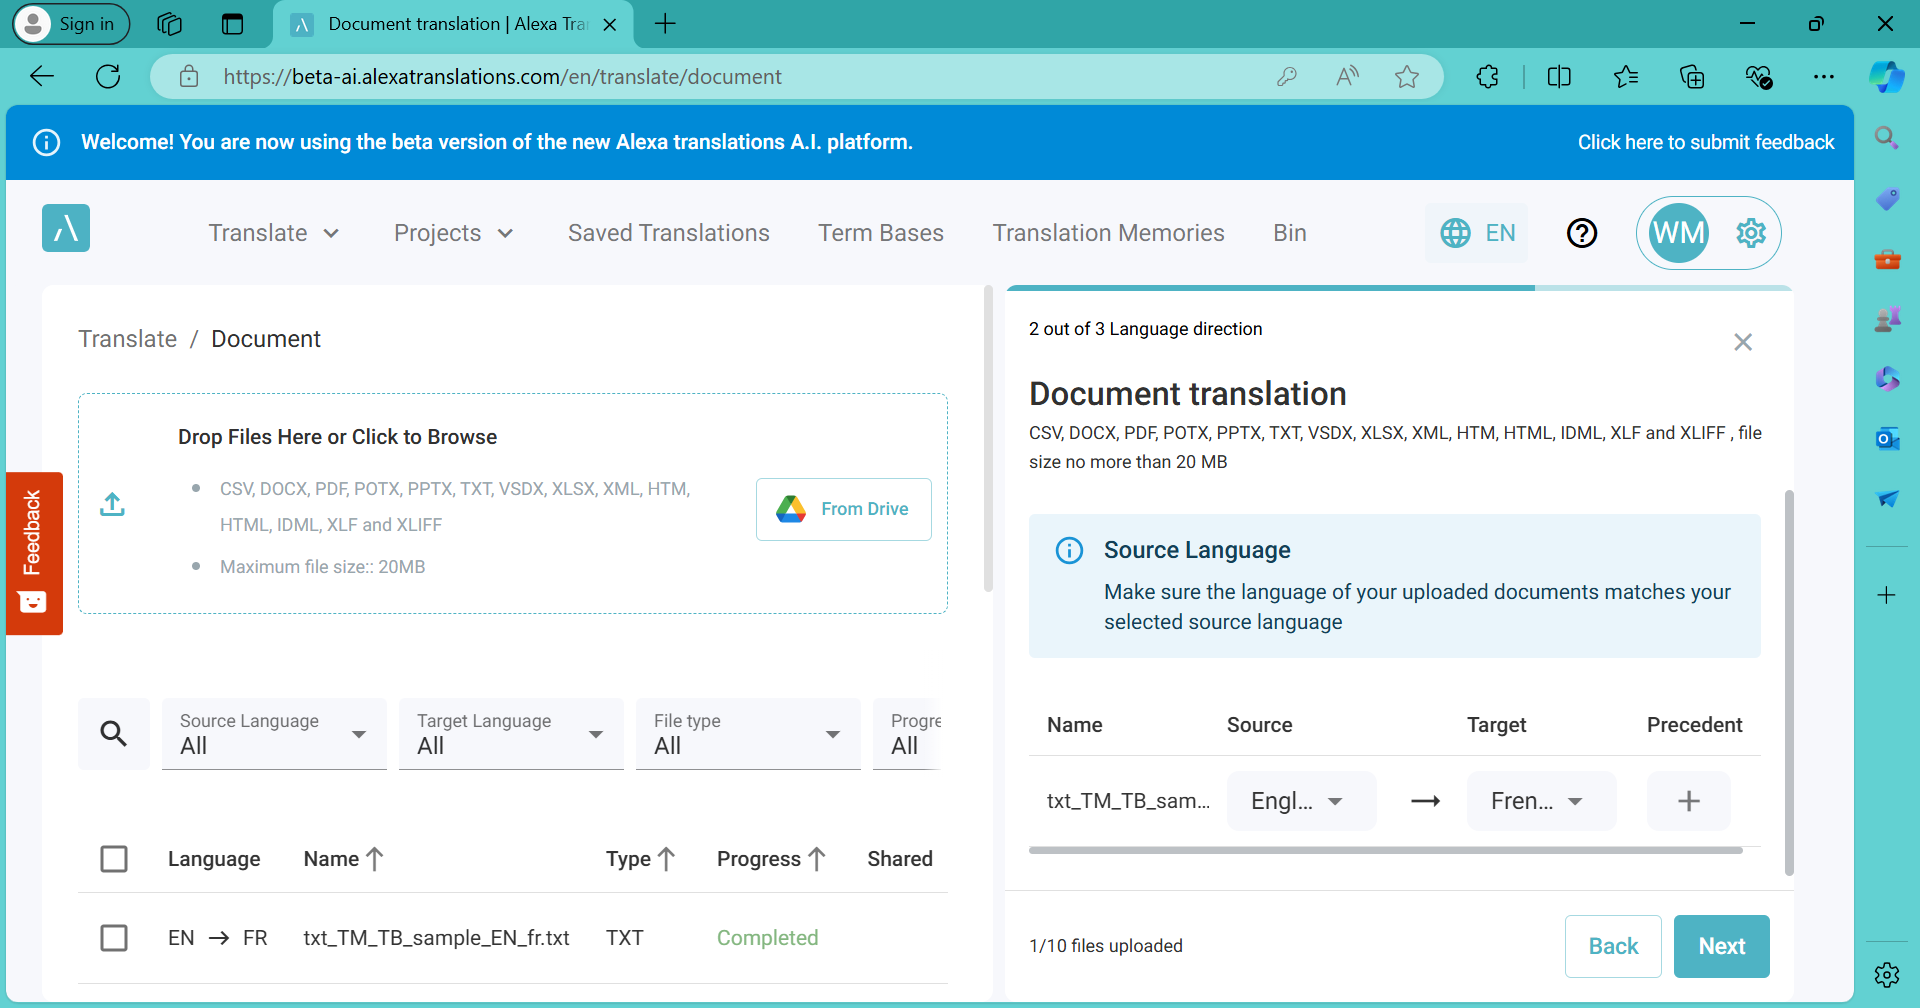 Sign in
Document translation | Alexa Tra
https://beta-ai.alexatranslations.com/en/translate/document
Welcome! You are now using the beta version of the new Alexa translations A.I. platform.
Click here to submit feedback
Translate
Projects
Saved Translations
Term Bases
Translation Memories
Bin
EN
WM
Feedback
Translate / Document
Drop Files Here or Click to Browse
CSV, DOCX, PDF, POTX, PPTX, TXT, VSDX, XLSX, XML, HTM,
HTML, IDML, XLF and XLIFF
Maximum file size:: 20MB
From Drive
Source Language
All
Target Language
All
File type
All
Progre
All
Language
Name
Type
Progress
Shared
EN → FR
txt_TM_TB_sample_EN_fr.txt
TXT
Completed
2 out of 3 Language direction
Document translation
CSV, DOCX, PDF, POTX, PPTX, TXT, VSDX, XLSX, XML, HTM, HTML, IDML, XLF and XLIFF , file
size no more than 20 MB
Source Language
Make sure the language of your uploaded documents matches your
selected source language
Name
Source
Target
Precedent
txt_TM_TB_sam...
Engl...
Fren...
1/10 files uploaded
Back
Next